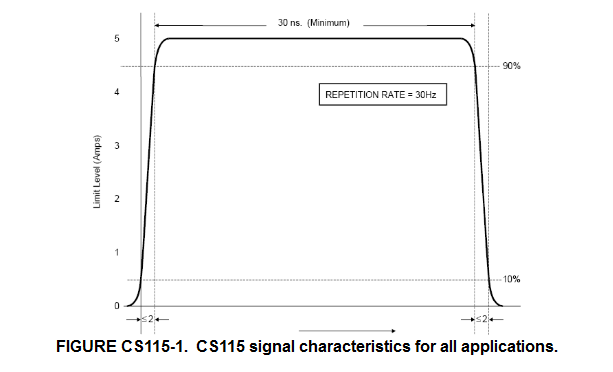 30 ns. (Minimum)
5
90%
4
REPETITION RATE = 30Hz
3
Limit Level (Amps)
2
1
10%
0
≤2
≤2
FIGURE CS115-1. CS115 signal characteristics for all applications.